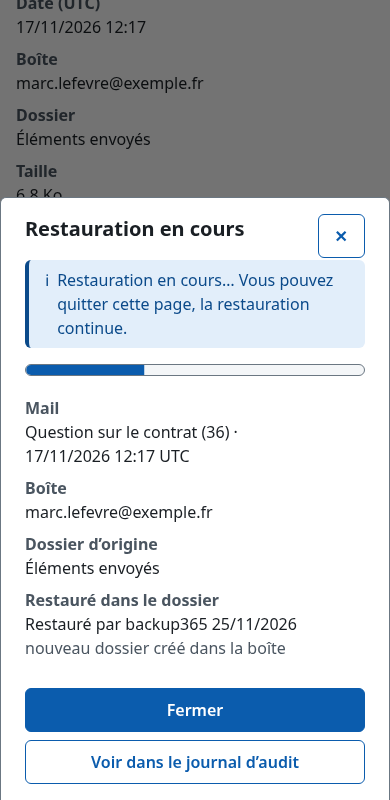 Date (UTC)
17/11/2026 12:17
Boîte
marc.lefevre@exemple.fr
Dossier
Éléments envoyés
Taille
6,8 Ko
Restauration en cours
×
i Restauration en cours… Vous pouvez
quitter cette page, la restauration
continue.
Mail
Question sur le contrat (36) ·
17/11/2026 12:17 UTC
Boîte
marc.lefevre@exemple.fr
Dossier d’origine
Éléments envoyés
Restauré dans le dossier
Restauré par backup365 25/11/2026
nouveau dossier créé dans la boîte
Fermer
Voir dans le journal d’audit